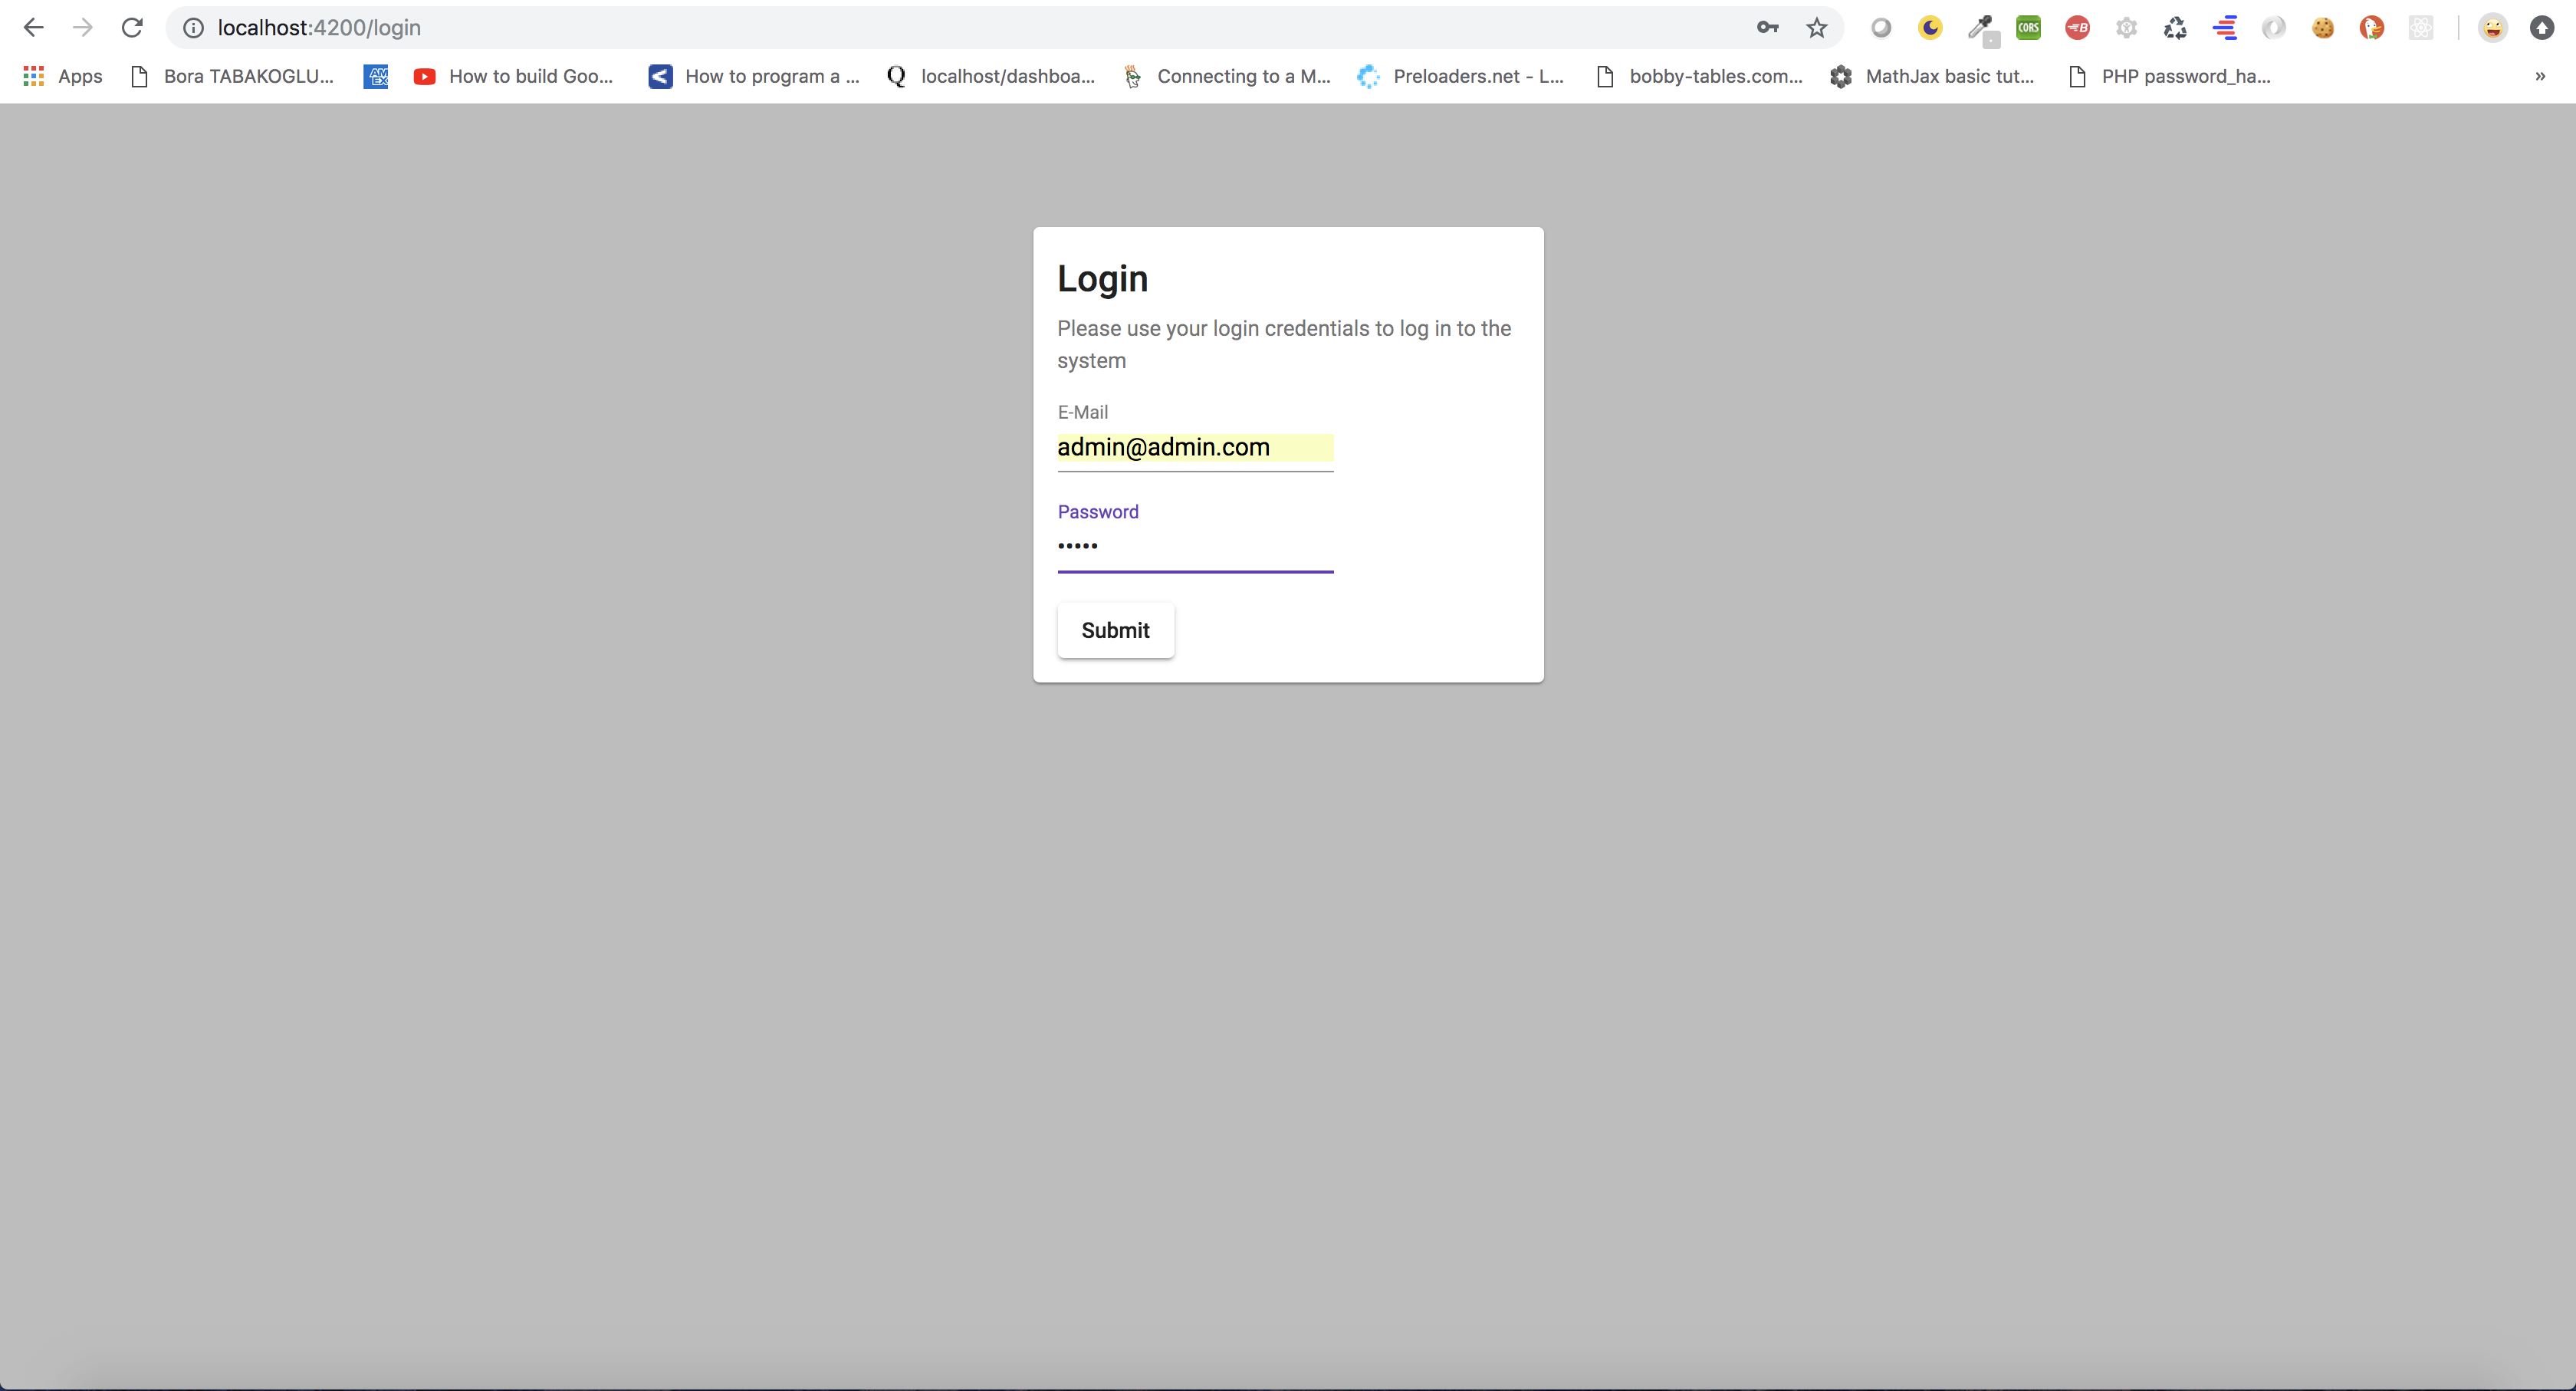 localhost:4200/login
CORS
B
Apps
Bora TABAKOGLU...
AM EX
How to build Goo...
How to program a ...
Q
localhost/dashboa...
Connecting to a M...
Preloaders.net - L...
bobby-tables.com...
MathJax basic tut...
PHP password_ha...
»
Login
Please use your login credentials to log in to the
system
E-Mail
admin@admin.com
Password
•••••
Submit